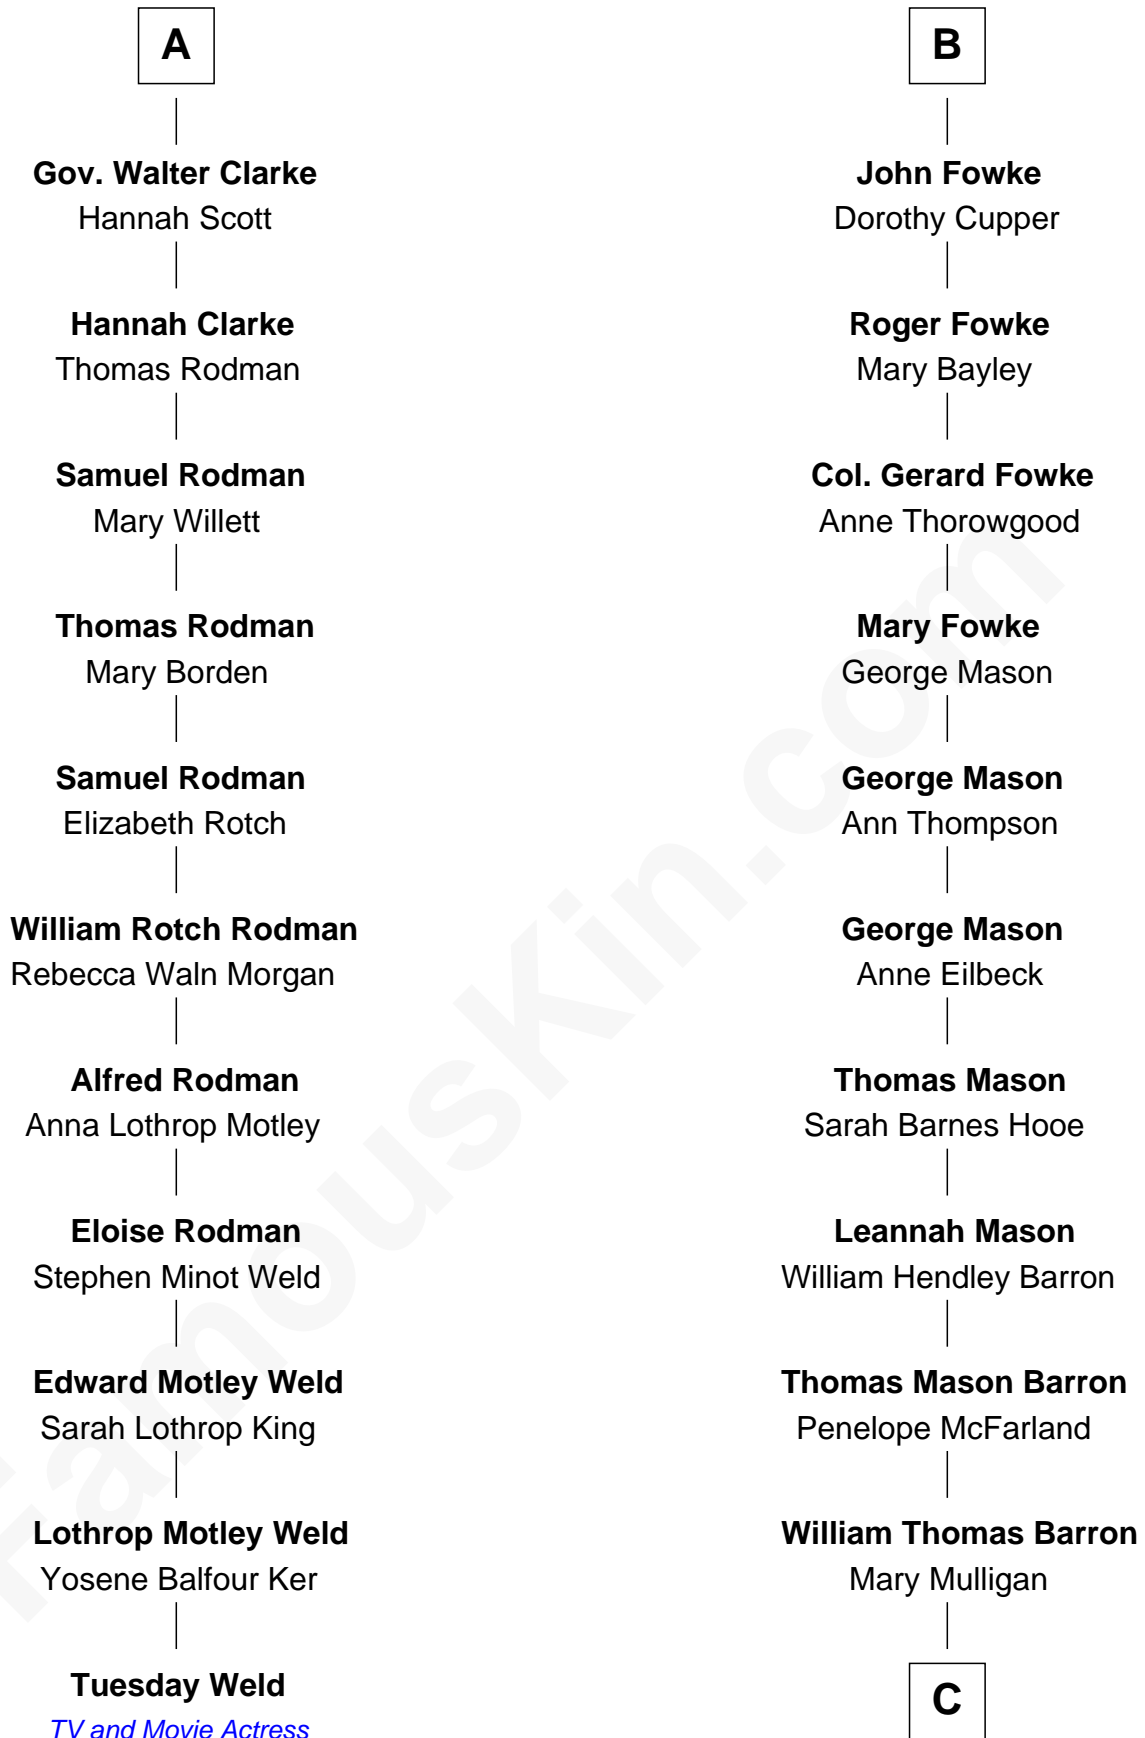 A
Gov. Walter Clarke
Hannah Scott
Hannah Clarke
Thomas Rodman
Samuel Rodman
Mary Willett
Thomas Rodman
Mary Borden
Samuel Rodman
Elizabeth Rotch
William Rotch Rodman
Rebecca Waln Morgan
Alfred Rodman
Anna Lothrop Motley
Eloise Rodman
Stephen Minot Weld
Edward Motley Weld
Sarah Lothrop King
Lothrop Motley Weld
Yosene Balfour Ker
Tuesday Weld
TV and Movie Actress
B
John Fowke
Dorothy Cupper
Roger Fowke
Mary Bayley
Col. Gerard Fowke
Anne Thorowgood
Mary Fowke
George Mason
George Mason
Ann Thompson
George Mason
Anne Eilbeck
Thomas Mason
Sarah Barnes Hooe
Leannah Mason
William Hendley Barron
Thomas Mason Barron
Penelope McFarland
William Thomas Barron
Mary Mulligan
C
FamousKin.com